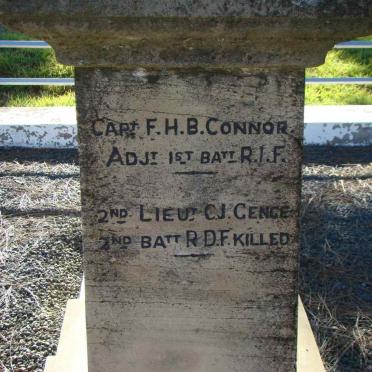 CAPT F.H.B. CONNOR.
ADJT 1ST BATT R.I.F.
2ND LIEUT C.J. GENGE
2ND BATT R.D.F. KILLED